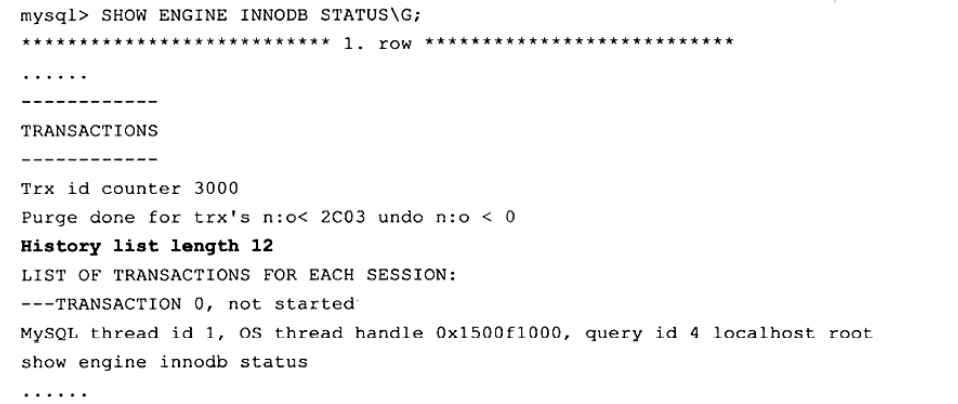 mysql> SHOW ENGINE INNODB STATUS\G;
*************************** 1. row ***************************
......
------------
TRANSACTIONS
------------
Trx id counter 3000
Purge done for trx's n:o< 2C03 undo n:o < 0
History list length 12
LIST OF TRANSACTIONS FOR EACH SESSION:
---TRANSACTION 0, not started
MySQL thread id 1, OS thread handle 0x1500f1000, query id 4 localhost root
show engine innodb status
......